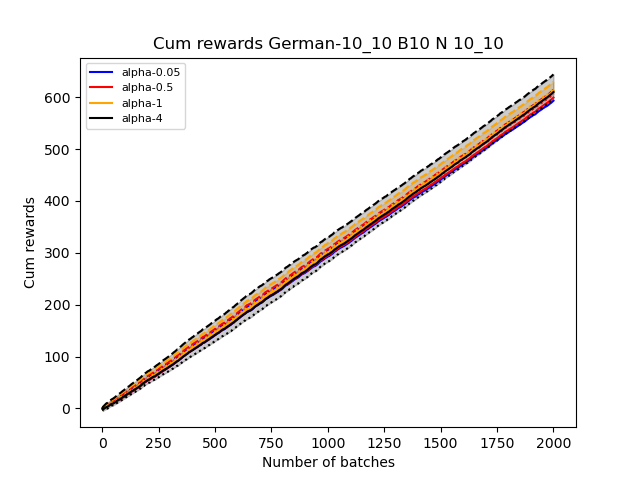 Cum rewards German-10_10 B10 N 10_10
alpha-0.05
alpha-0.5
alpha-1
alpha-4
Cum rewards
600
500
400
300
200
100
0
0 250 500 750 1000 1250 1500 1750 2000
Number of batches